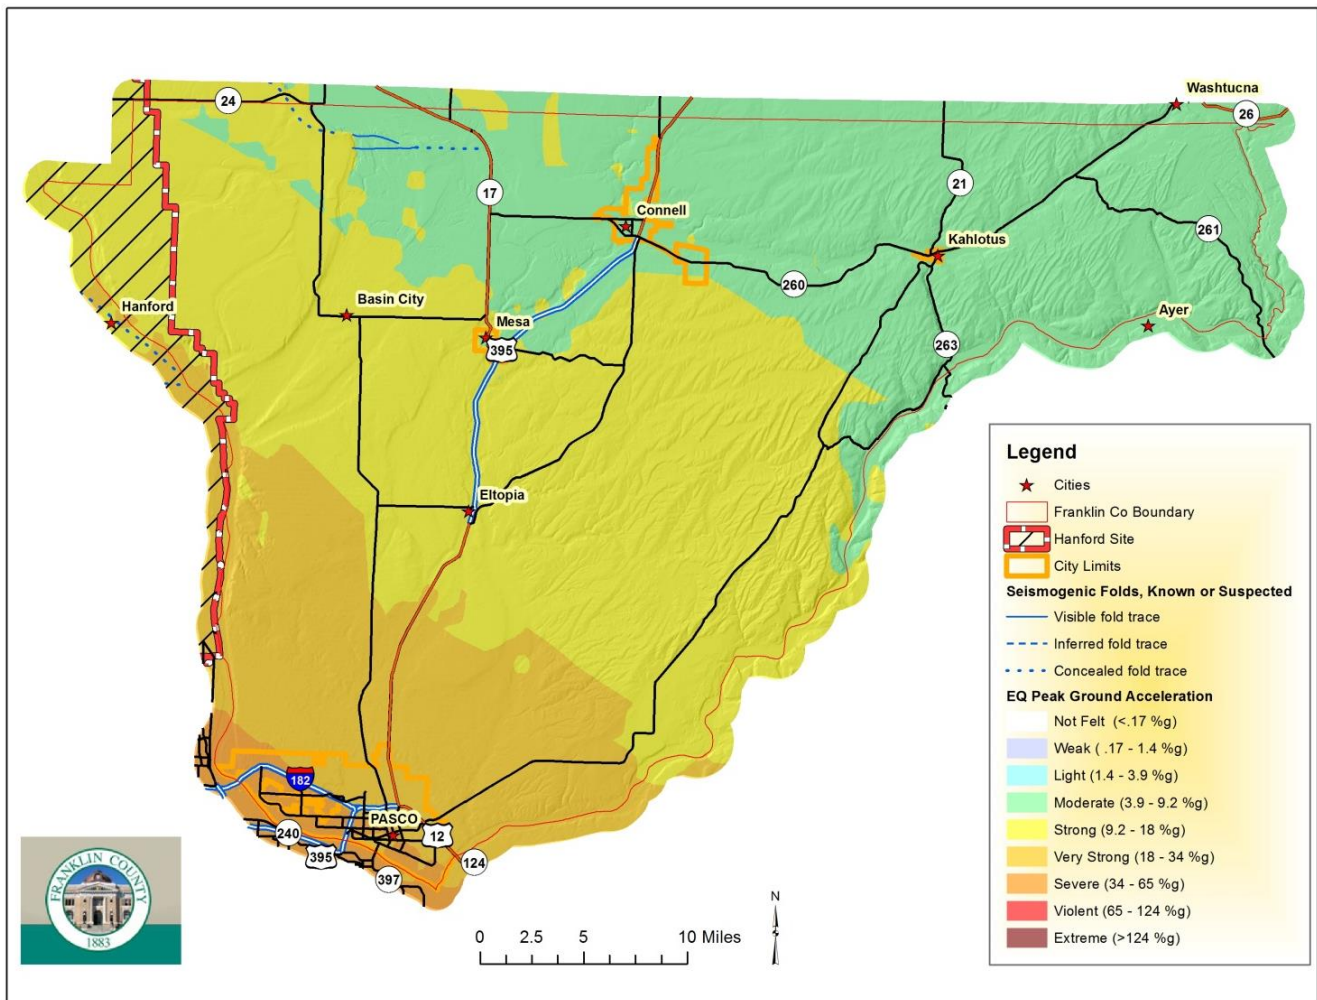 Washtucna
24
26
17
21
Connell
Kahlotus
261
260
Basin City
Hanford
Mesa
Ayer
395
263
Eltopia
182
PASCO
12
240
395
124
397
Legend
Cities
Franklin Co Boundary
Hanford Site
City Limits
Seismogenic Folds, Known or Suspected
Visible fold trace
Inferred fold trace
Concealed fold trace
EQ Peak Ground Acceleration
Not Felt (<.17 %g)
Weak ( .17 - 1.4 %g)
Light (1.4 - 3.9 %g)
Moderate (3.9 - 9.2 %g)
Strong (9.2 - 18 %g)
Very Strong (18 - 34 %g)
Severe (34 - 65 %g)
Violent (65 - 124 %g)
Extreme (>124 %g)
FRANKLIN COUNTY
1883
0 2.5 5 10 Miles
N